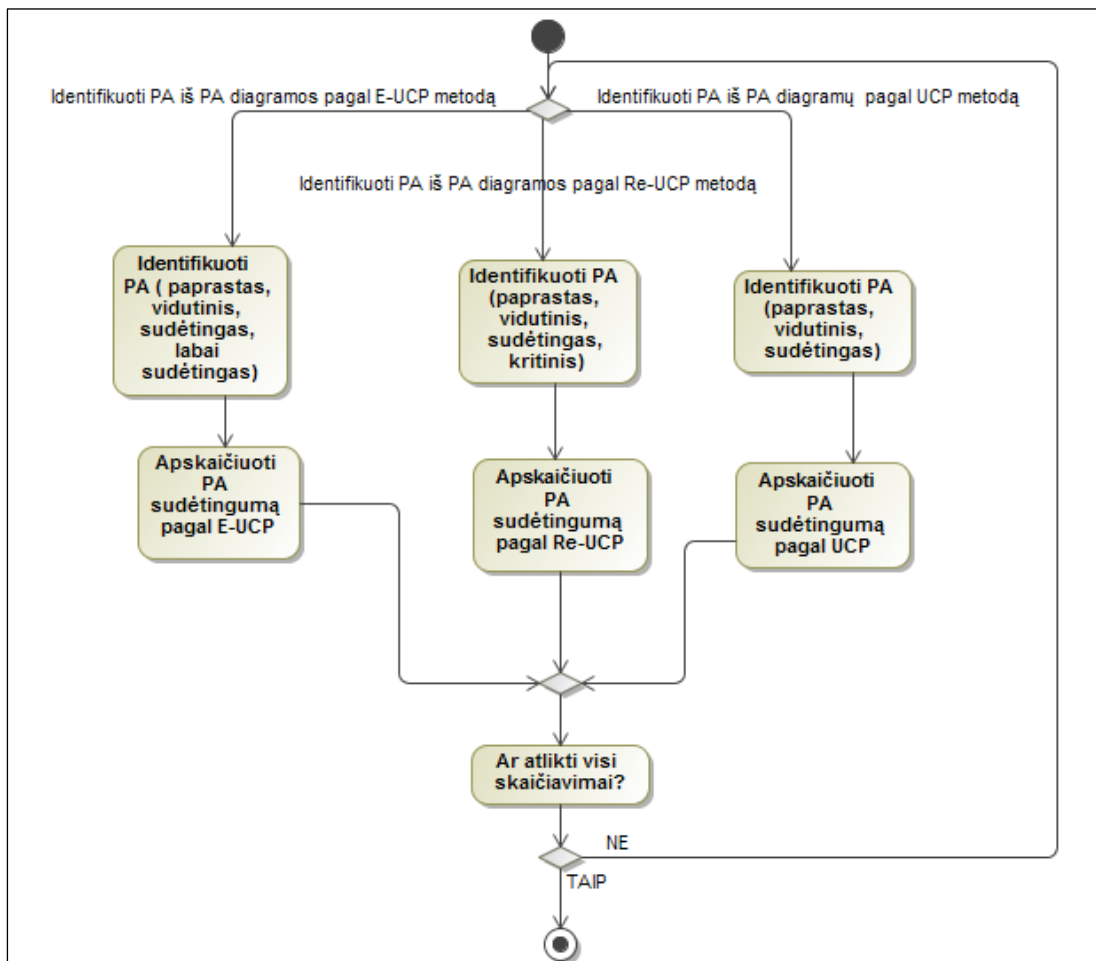 Identifikuoti PA iš PA diagramos pagal E-UCP metodą
Identifikuoti PA iš PA diagramų pagal UCP metodą
Identifikuoti PA iš PA diagramos pagal Re-UCP metodą
Identifikuoti
PA ( paprastas,
vidutinis,
sudėtingas,
labai
sudėtingas)
Identifikuoti PA
(paprastas,
vidutinis,
sudėtingas,
kritinis)
Identifikuoti PA
(paprastas,
vidutinis,
sudėtingas)
Apskaičiuoti
PA
sudėtingumą
pagal E-UCP
Apskaičiuoti
PA
sudėtingumą
pagal Re-UCP
Apskaičiuoti
PA
sudėtingumą
pagal UCP
Ar atlikti visi
skaičiavimai?
NE
TAIP